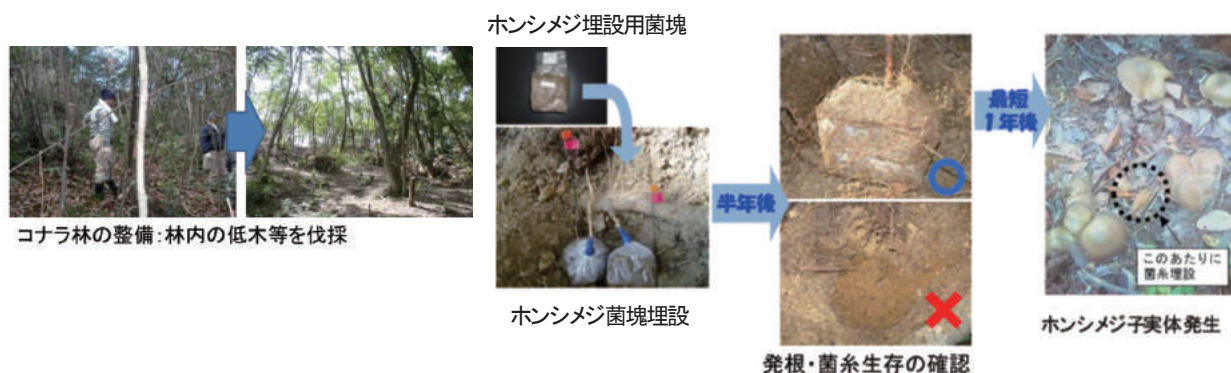 ホンシメジ埋設用菌塊
コナラ林の整備：林内の低木等を伐採
ホンシメジ菌塊埋設
半年後
発根・菌糸生存の確認
最短
１年後
このあたりに
菌糸埋設
ホンシメジ子実体発生